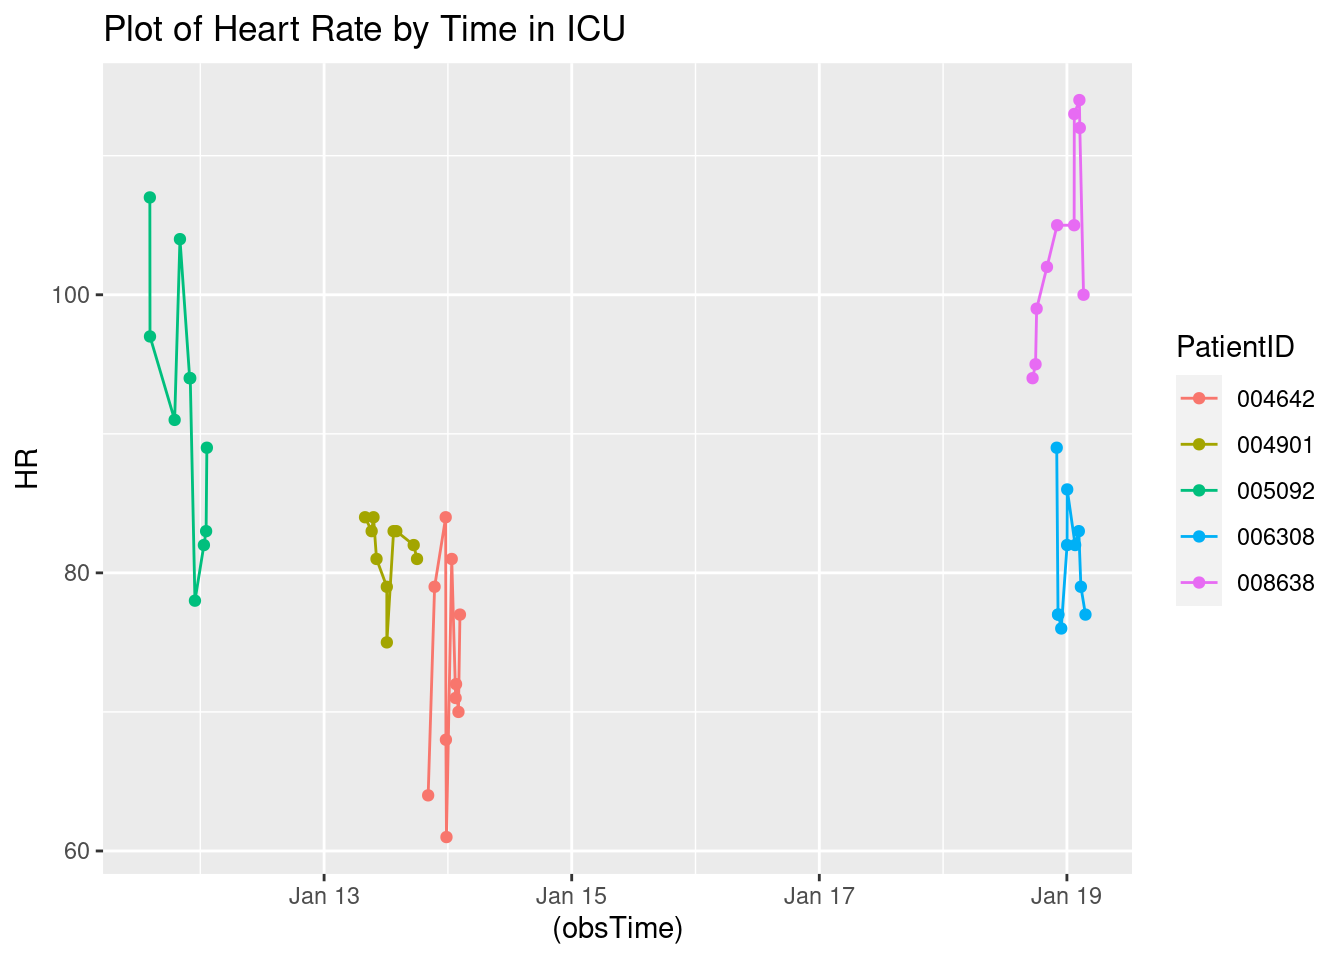 Plot of Heart Rate by Time in ICU
HR
100
80
60
Jan 13
Jan 15
Jan 17
Jan 19
(obsTime)
PatientID
004642
004901
005092
006308
008638